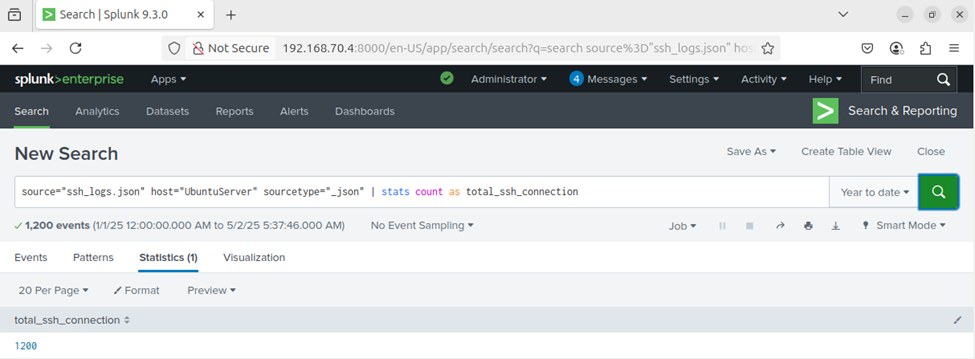 Search | Splunk 9.3.0
Not Secure 192.168.70.4:8000/en-US/app/search/search?q=search source%3D"ssh_logs.json" hos
splunk>enterprise Apps Administrator 4 Messages Settings Activity Help Find
Search Analytics Datasets Reports Alerts Dashboards Search & Reporting
New Search Save As Create Table View Close
source="ssh_logs.json" host="UbuntuServer" sourcetype="_json" | stats count as total_ssh_connection Year to date
1,200 events (1/1/25 12:00:00.000 AM to 5/2/25 5:37:46.000 AM) No Event Sampling Job Smart Mode
Events Patterns Statistics (1) Visualization
20 Per Page Format Preview
total_ssh_connection
1200